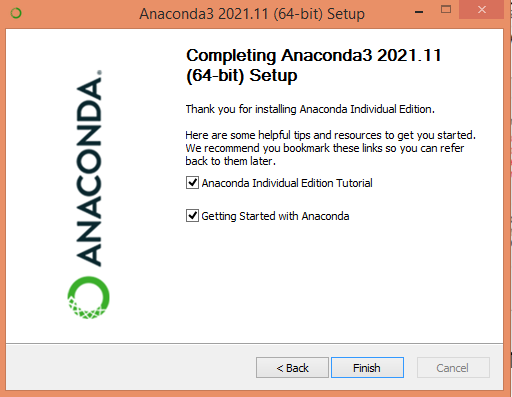 Anaconda3 2021.11 (64-bit) Setup
Completing Anaconda3 2021.11
(64-bit) Setup
Thank you for installing Anaconda Individual Edition.
Here are some helpful tips and resources to get you started.
We recommend you bookmark these links so you can refer
back to them later.
Anaconda Individual Edition Tutorial
Getting Started with Anaconda
ANACONDA.
< Back
Finish
Cancel